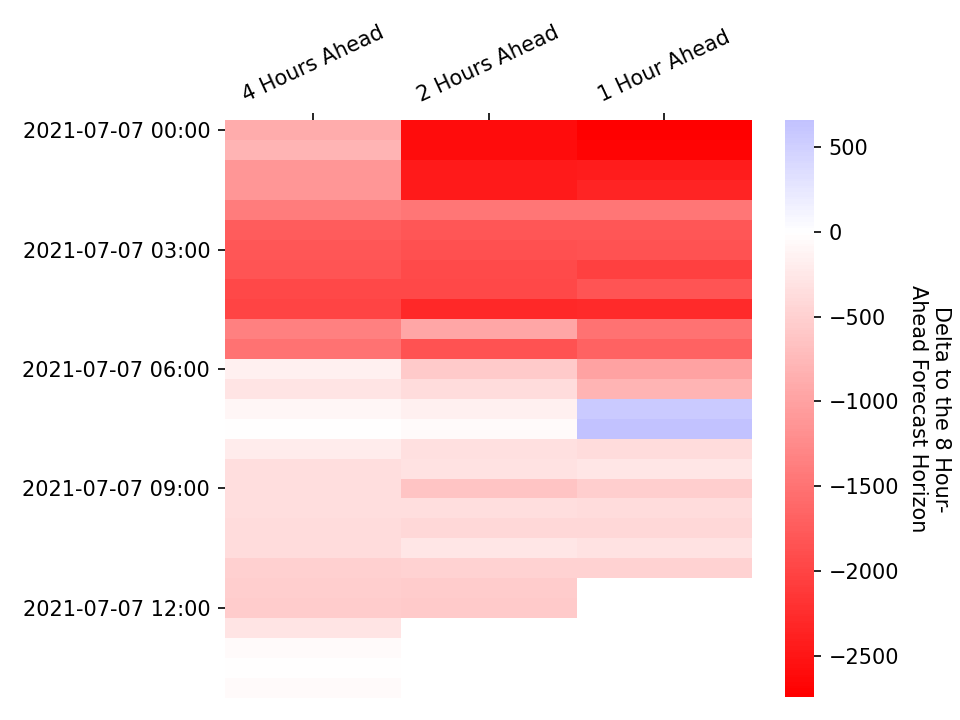 4 Hours Ahead
2 Hours Ahead
1 Hour Ahead
2021-07-07 00:00
2021-07-07 03:00
2021-07-07 06:00
2021-07-07 09:00
2021-07-07 12:00
500
0
−500
−1000
−1500
−2000
−2500
Delta to the 8 Hour-
Ahead Forecast Horizon